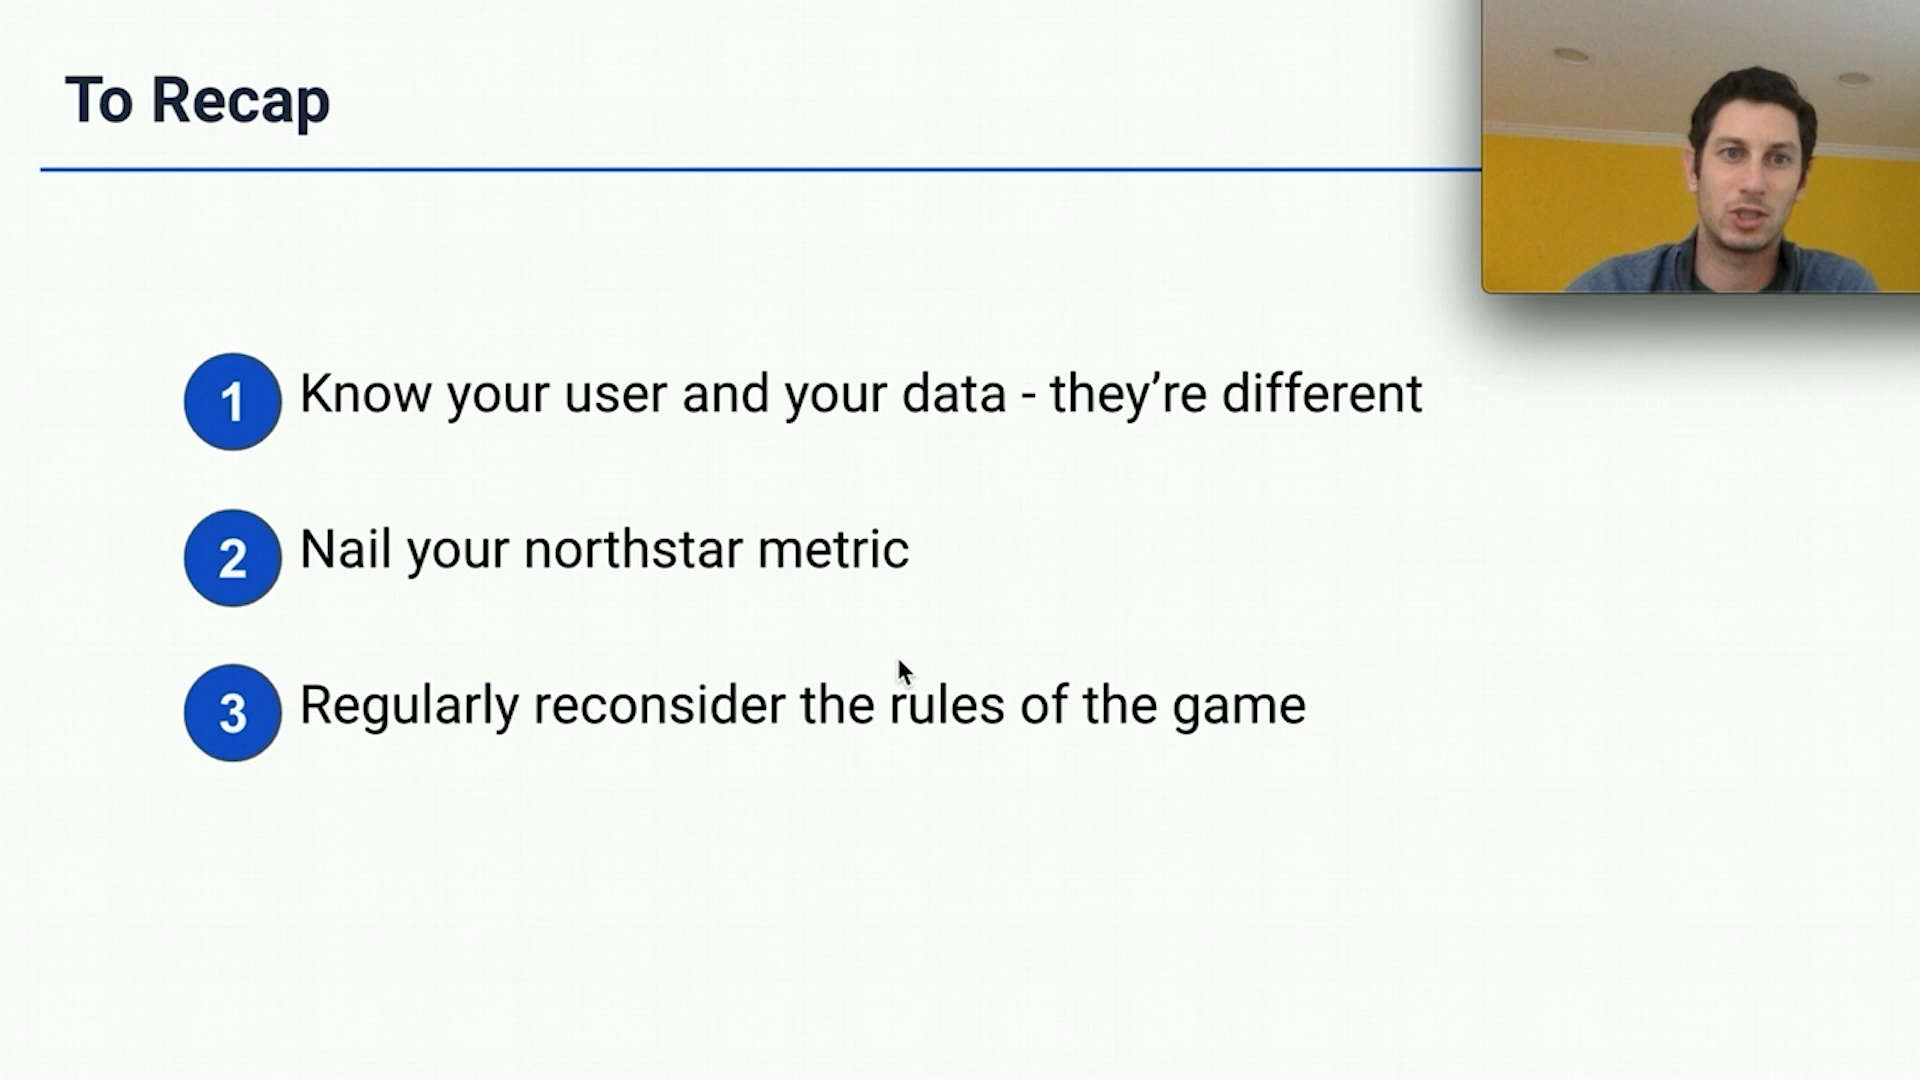 To Recap
1 Know your user and your data - they’re different
2 Nail your northstar metric
3 Regularly reconsider the rules of the game